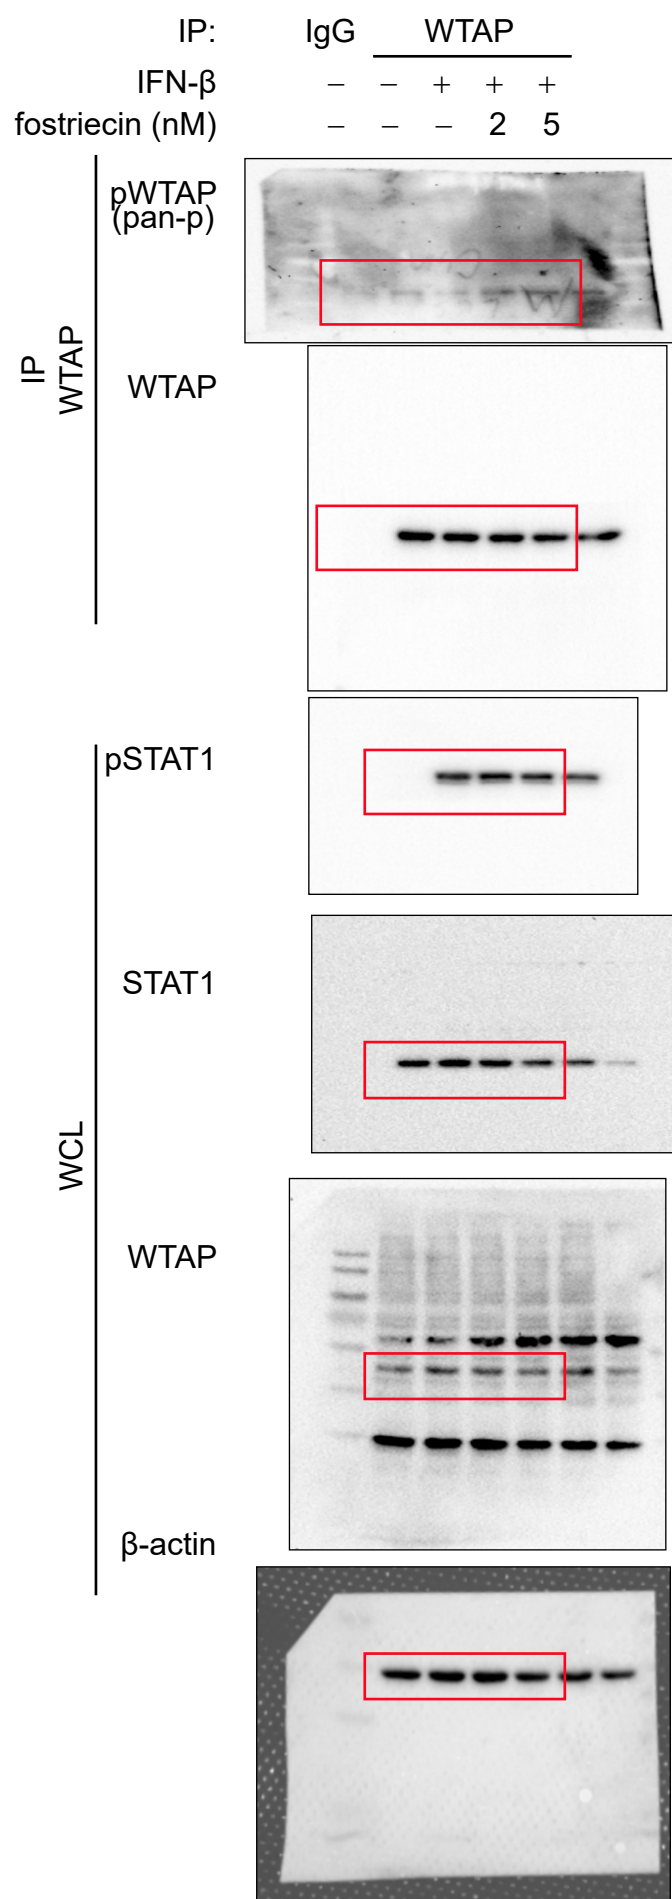 IP: IgG WTAP
IFN-β – – + + +
fostriecin (nM) – – – 2 5
IP
WTAP
pWTAP
(pan-p)
WTAP
WCL
pSTAT1
STAT1
WTAP
β-actin